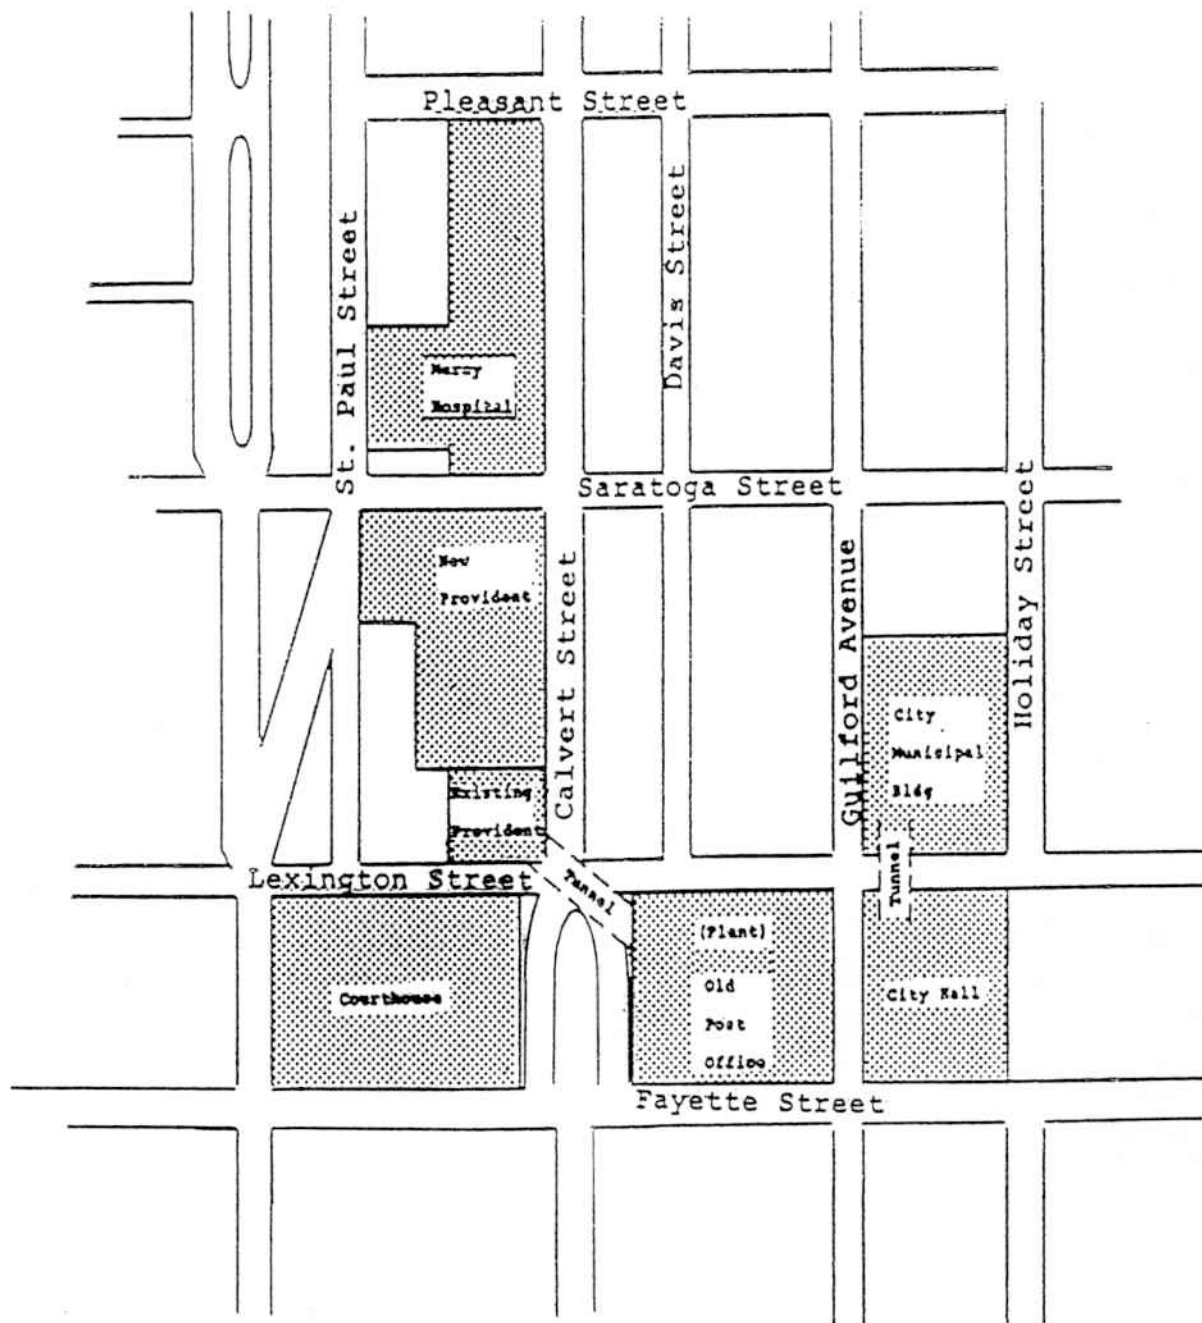 Pleasant Street
St. Paul Street
Davis Street
Mercy
Hospital
Saratoga Street
Holiday Street
New
Provident
Calvert Street
Guilford Avenue
City
Municipal
Bldg
Existing
Provident
Tunnel
Tunnel
Lexington Street
(Plant)
Old
Post
Office
Courthouse
City Hall
Fayette Street